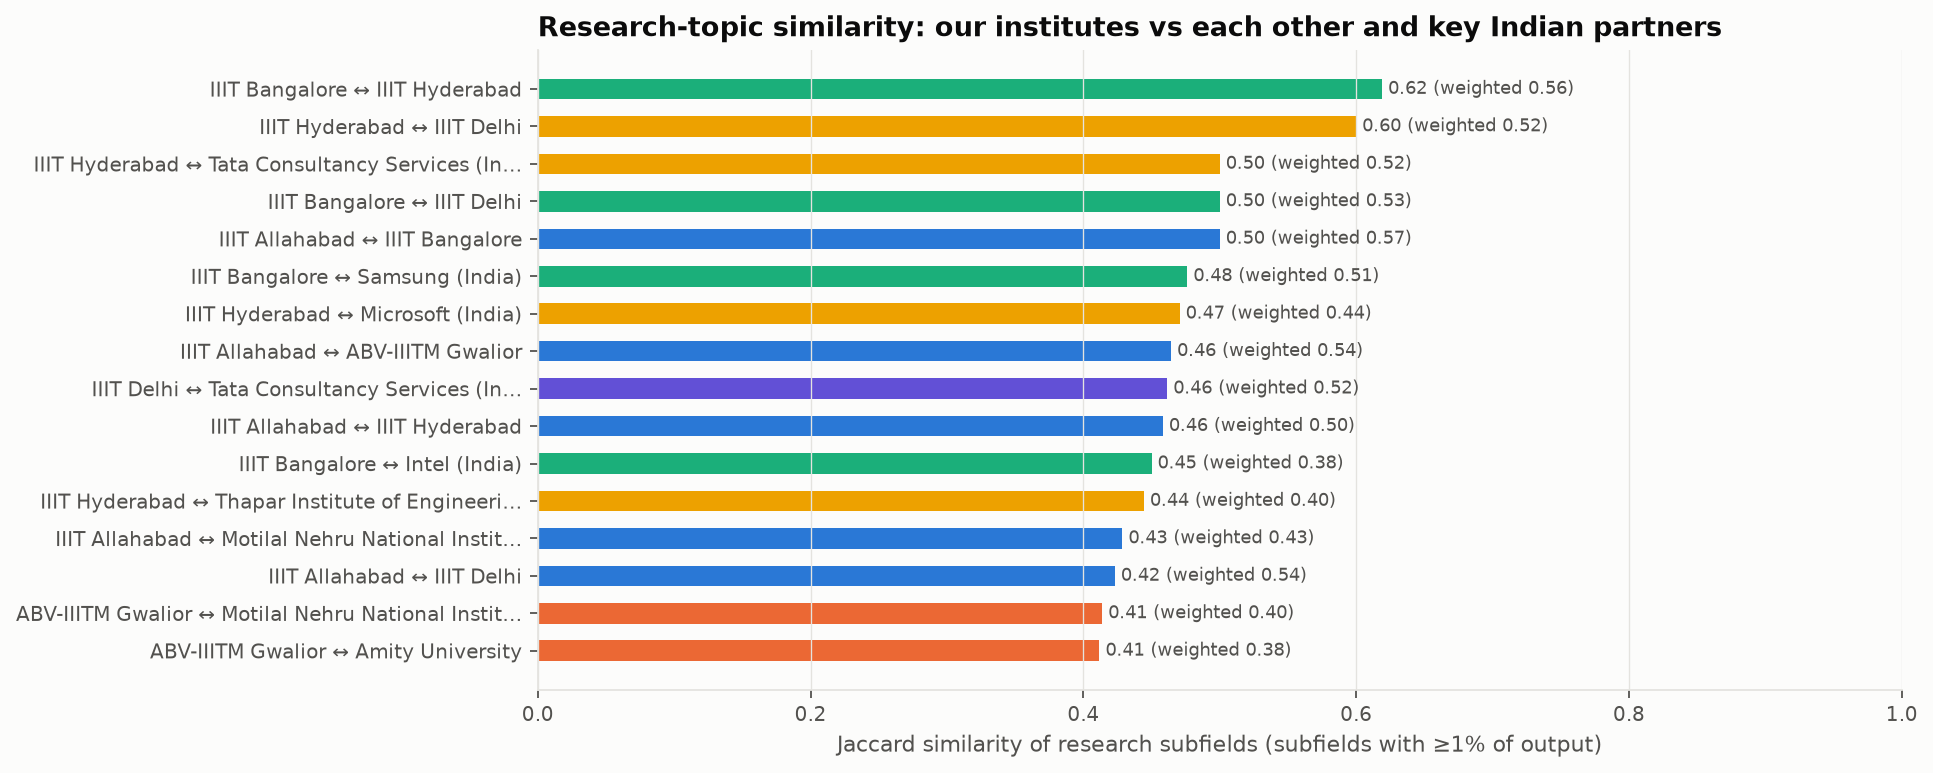 Research-topic similarity: our institutes vs each other and key Indian partners
IIIT Bangalore ↔ IIIT Hyderabad 0.62 (weighted 0.56)
IIIT Hyderabad ↔ IIIT Delhi 0.60 (weighted 0.52)
IIIT Hyderabad ↔ Tata Consultancy Services (In… 0.50 (weighted 0.52)
IIIT Bangalore ↔ IIIT Delhi 0.50 (weighted 0.53)
IIIT Allahabad ↔ IIIT Bangalore 0.50 (weighted 0.57)
IIIT Bangalore ↔ Samsung (India) 0.48 (weighted 0.51)
IIIT Hyderabad ↔ Microsoft (India) 0.47 (weighted 0.44)
IIIT Allahabad ↔ ABV-IIITM Gwalior 0.46 (weighted 0.54)
IIIT Delhi ↔ Tata Consultancy Services (In… 0.46 (weighted 0.52)
IIIT Allahabad ↔ IIIT Hyderabad 0.46 (weighted 0.50)
IIIT Bangalore ↔ Intel (India) 0.45 (weighted 0.38)
IIIT Hyderabad ↔ Thapar Institute of Engineeri… 0.44 (weighted 0.40)
IIIT Allahabad ↔ Motilal Nehru National Instit… 0.43 (weighted 0.43)
IIIT Allahabad ↔ IIIT Delhi 0.42 (weighted 0.54)
ABV-IIITM Gwalior ↔ Motilal Nehru National Instit… 0.41 (weighted 0.40)
ABV-IIITM Gwalior ↔ Amity University 0.41 (weighted 0.38)
0.0 0.2 0.4 0.6 0.8 1.0
Jaccard similarity of research subfields (subfields with ≥1% of output)